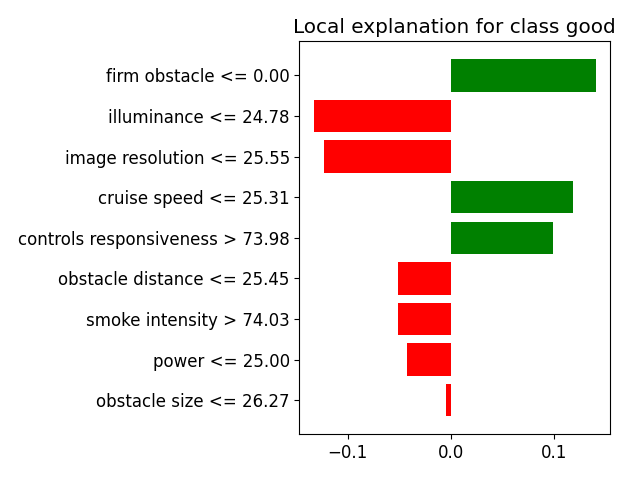 Local explanation for class good
firm obstacle <= 0.00
illuminance <= 24.78
image resolution <= 25.55
cruise speed <= 25.31
controls responsiveness > 73.98
obstacle distance <= 25.45
smoke intensity > 74.03
power <= 25.00
obstacle size <= 26.27
−0.1 0.0 0.1